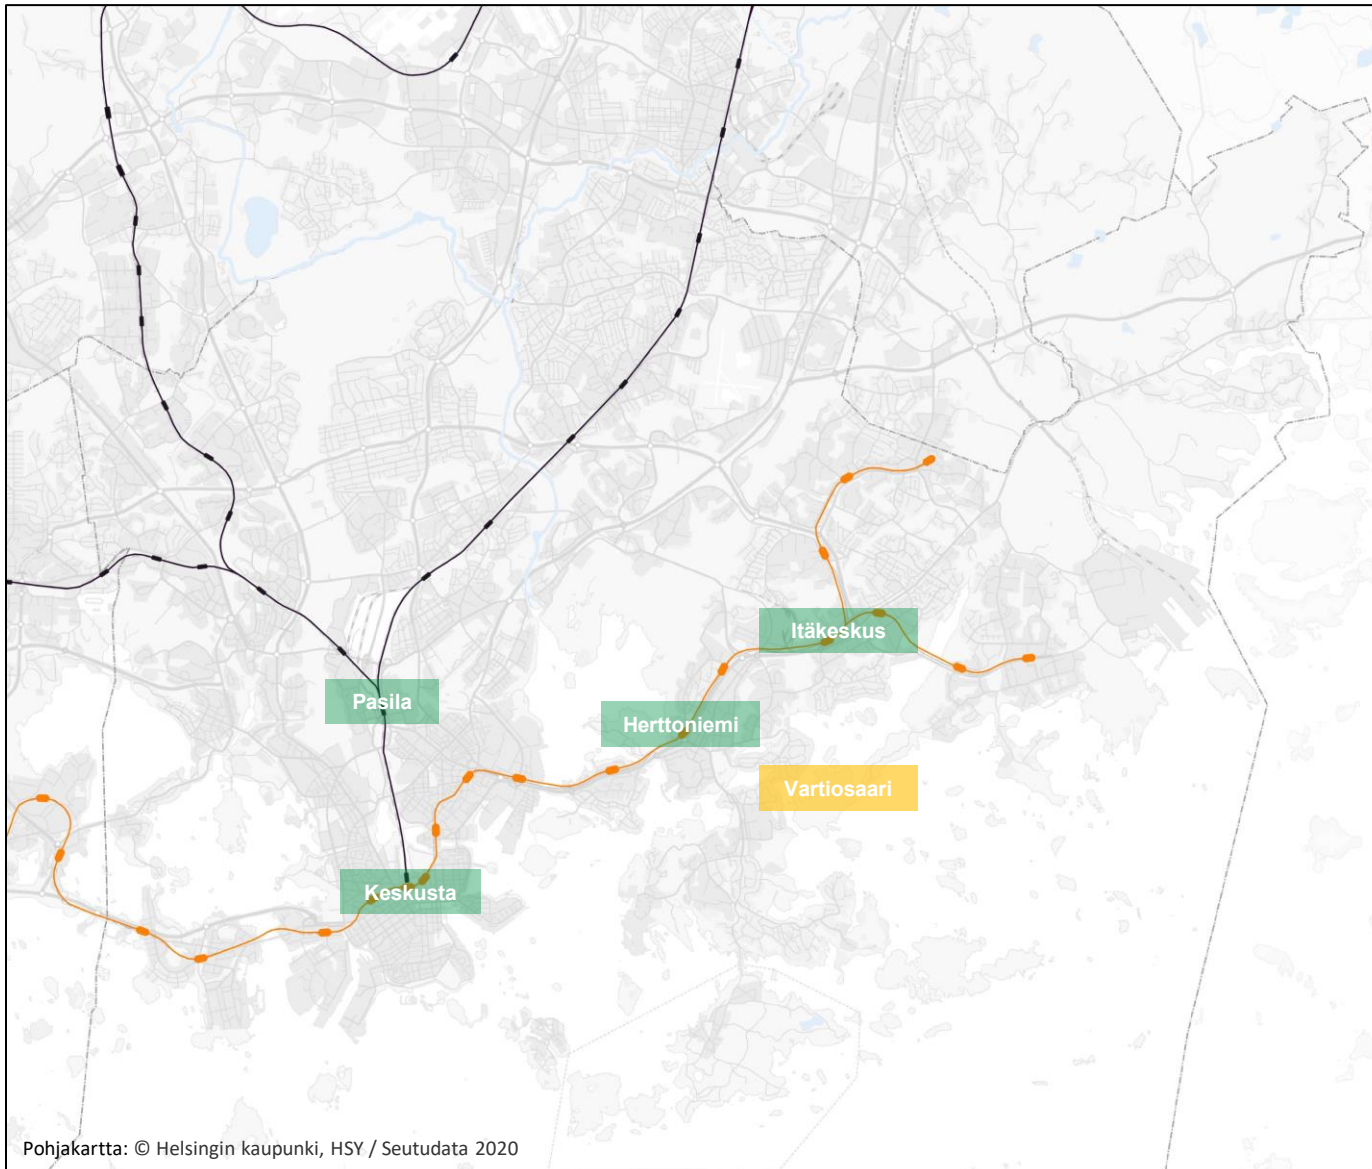 Itäkeskus
Pasila
Herttoniemi
Vartiosaari
Keskusta
Pohjakartta: © Helsingin kaupunki, HSY / Seutudata 2020